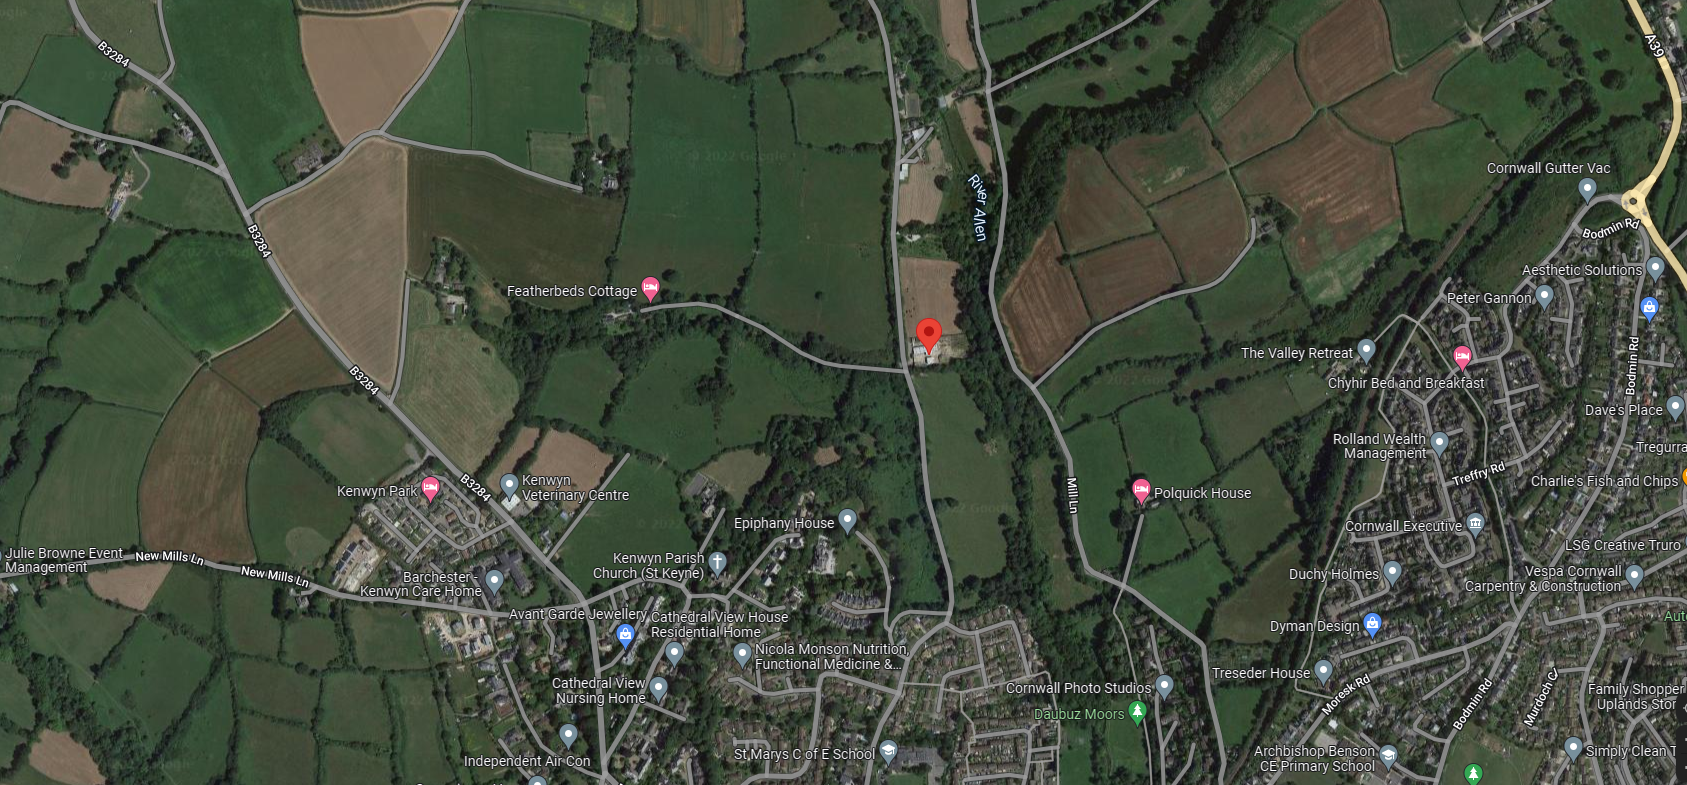 A39
B3284
Cornwall Gutter Vac
River Allen
Bodmin Rd
B3284
Aesthetic Solutions
Featherbeds Cottage
Peter Gannon
The Valley Retreat
Bodmin Rd
B3284
Chyhir Bed and Breakfast
Dave's Place
Rolland Wealth
Management
Tregurra
Treffry Rd
Kenwyn
Veterinary Centre
Kenwyn Park
B3284
Mill Ln
Polquick House
Charlie's Fish and Chips
Epiphany House
Cornwall Executive
LSG Creative Truro
Julie Browne Event
Management
New Mills Ln
New Mills Ln
Kenwyn Parish
Church (St Keyne)
Barchester -
Kenwyn Care Home
Duchy Holmes
Vespa Cornwall
Carpentry & Construction
Avant Garde Jewellery
Cathedral View House
Residential Home
Dyman Design
Nicola Monson Nutrition,
Functional Medicine &...
Treseder House
Cathedral View
Nursing Home
Cornwall Photo Studios
Moresk Rd
Bodmin Rd
Murdoch Cl
Family Shopper
Uplands Stor
Daubuz Moors
St Marys C of E School
Independent Air Con
Archbishop Benson
CE Primary School
Simply Clean T